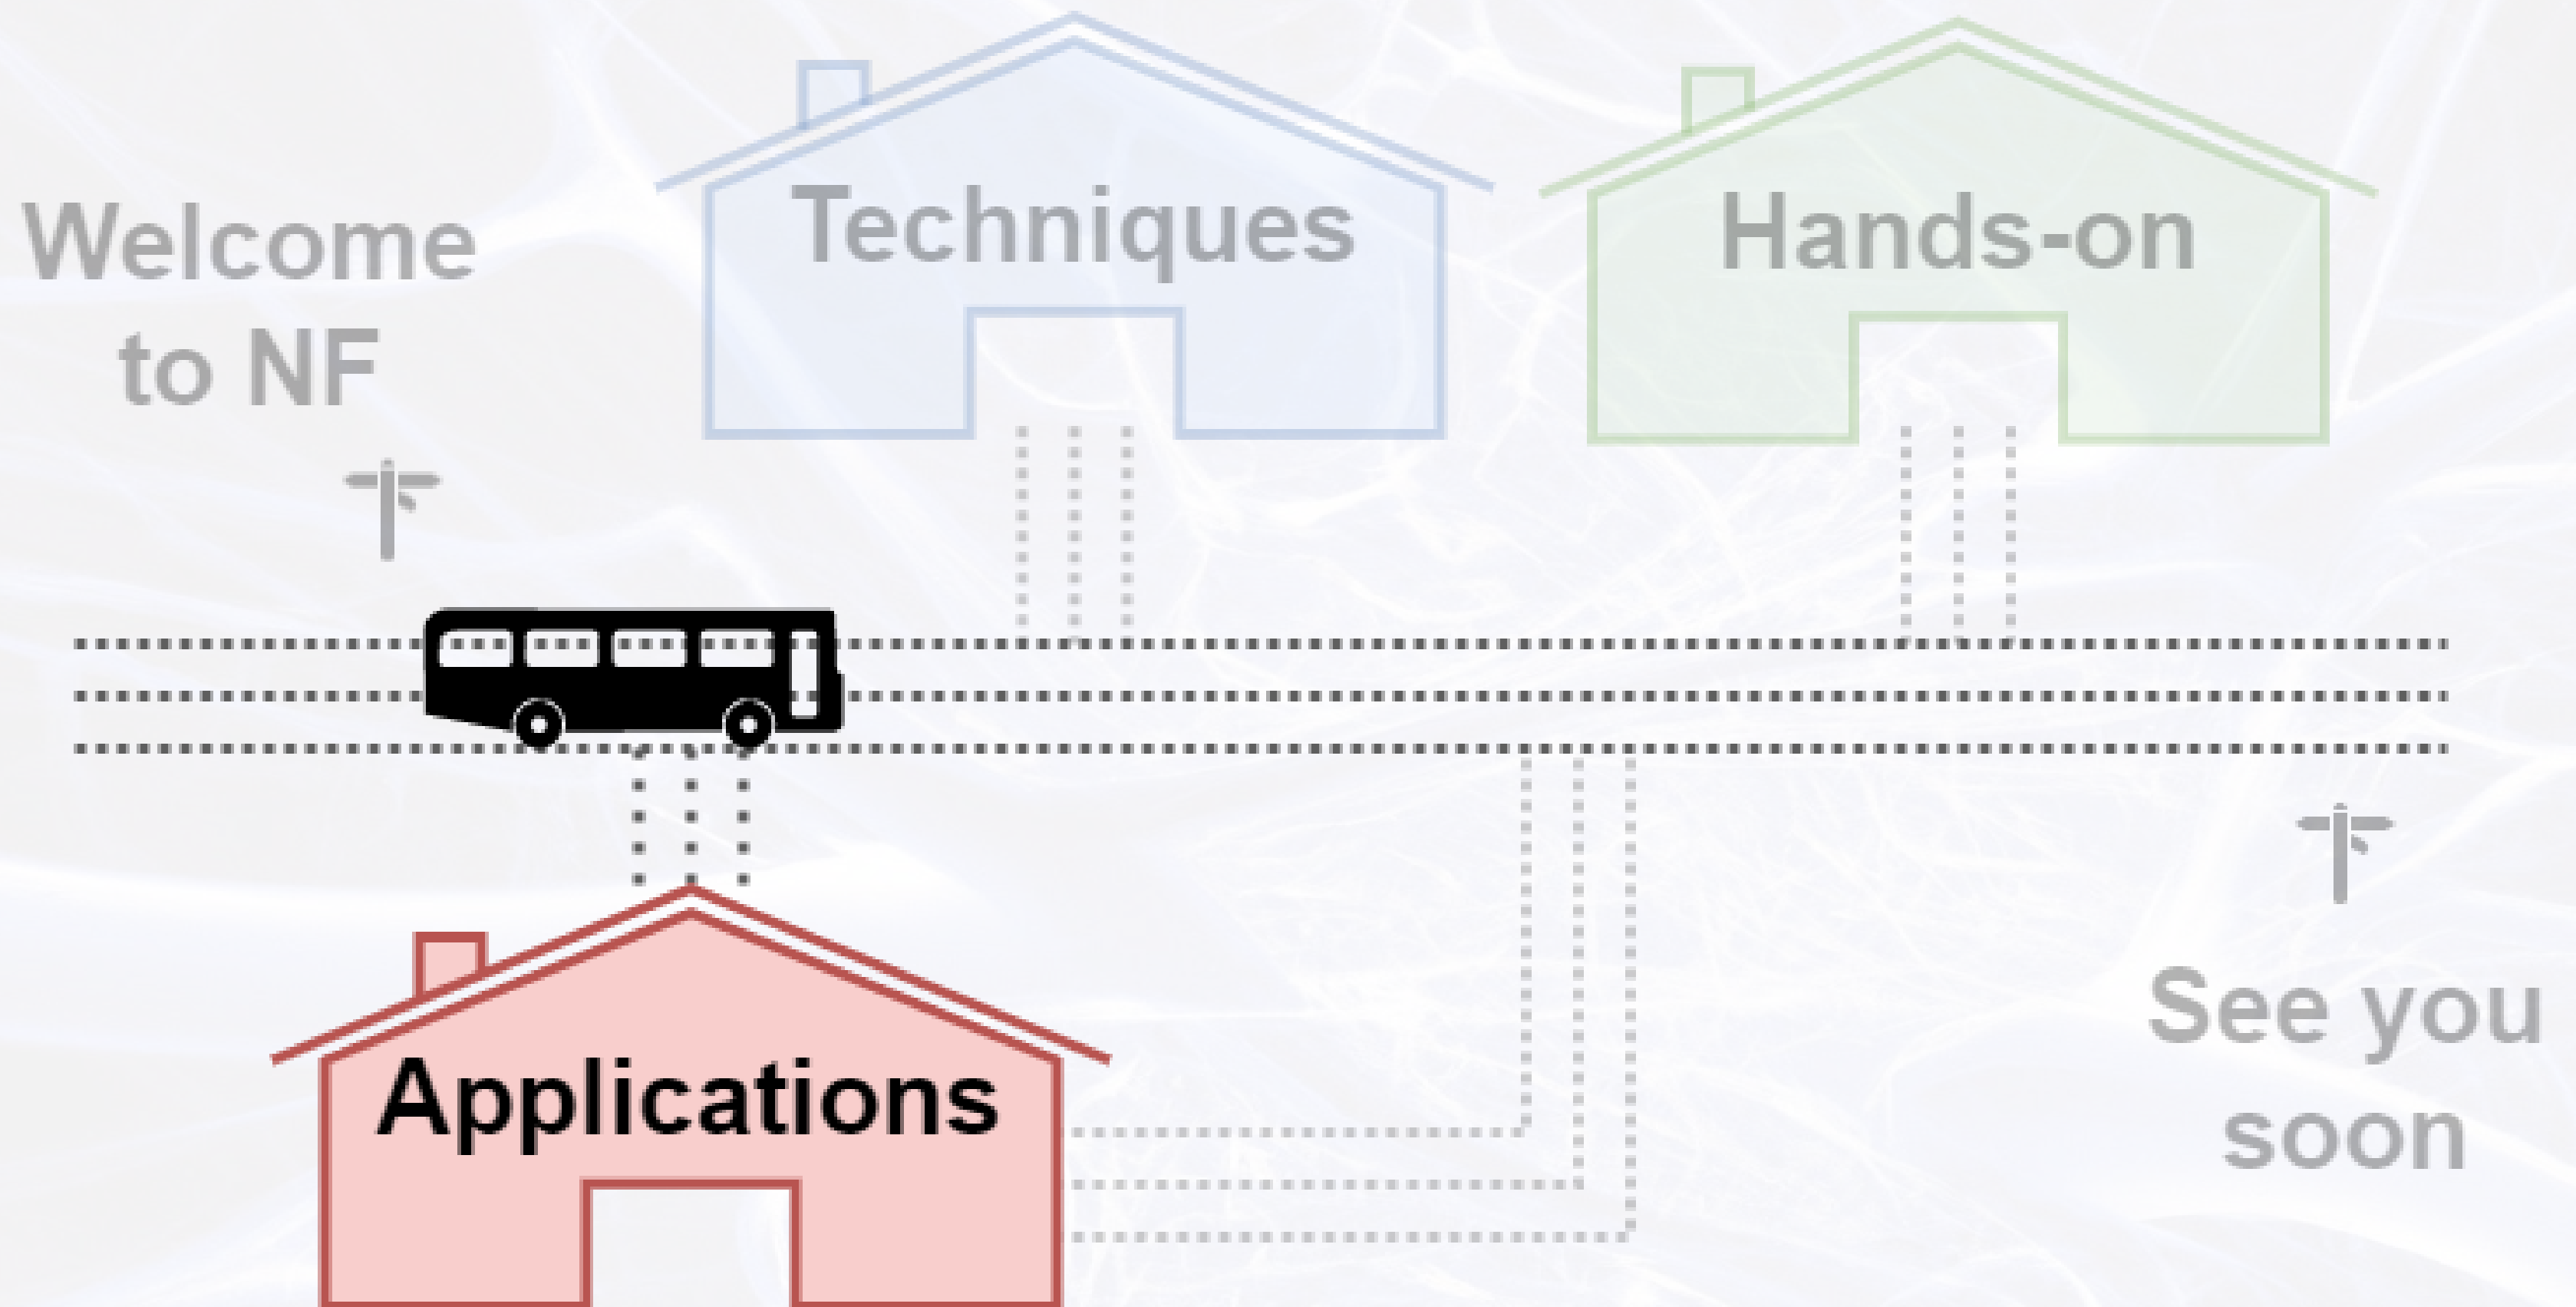 Techniques
Hands-on
Welcome
to NF
Applications
See you
soon